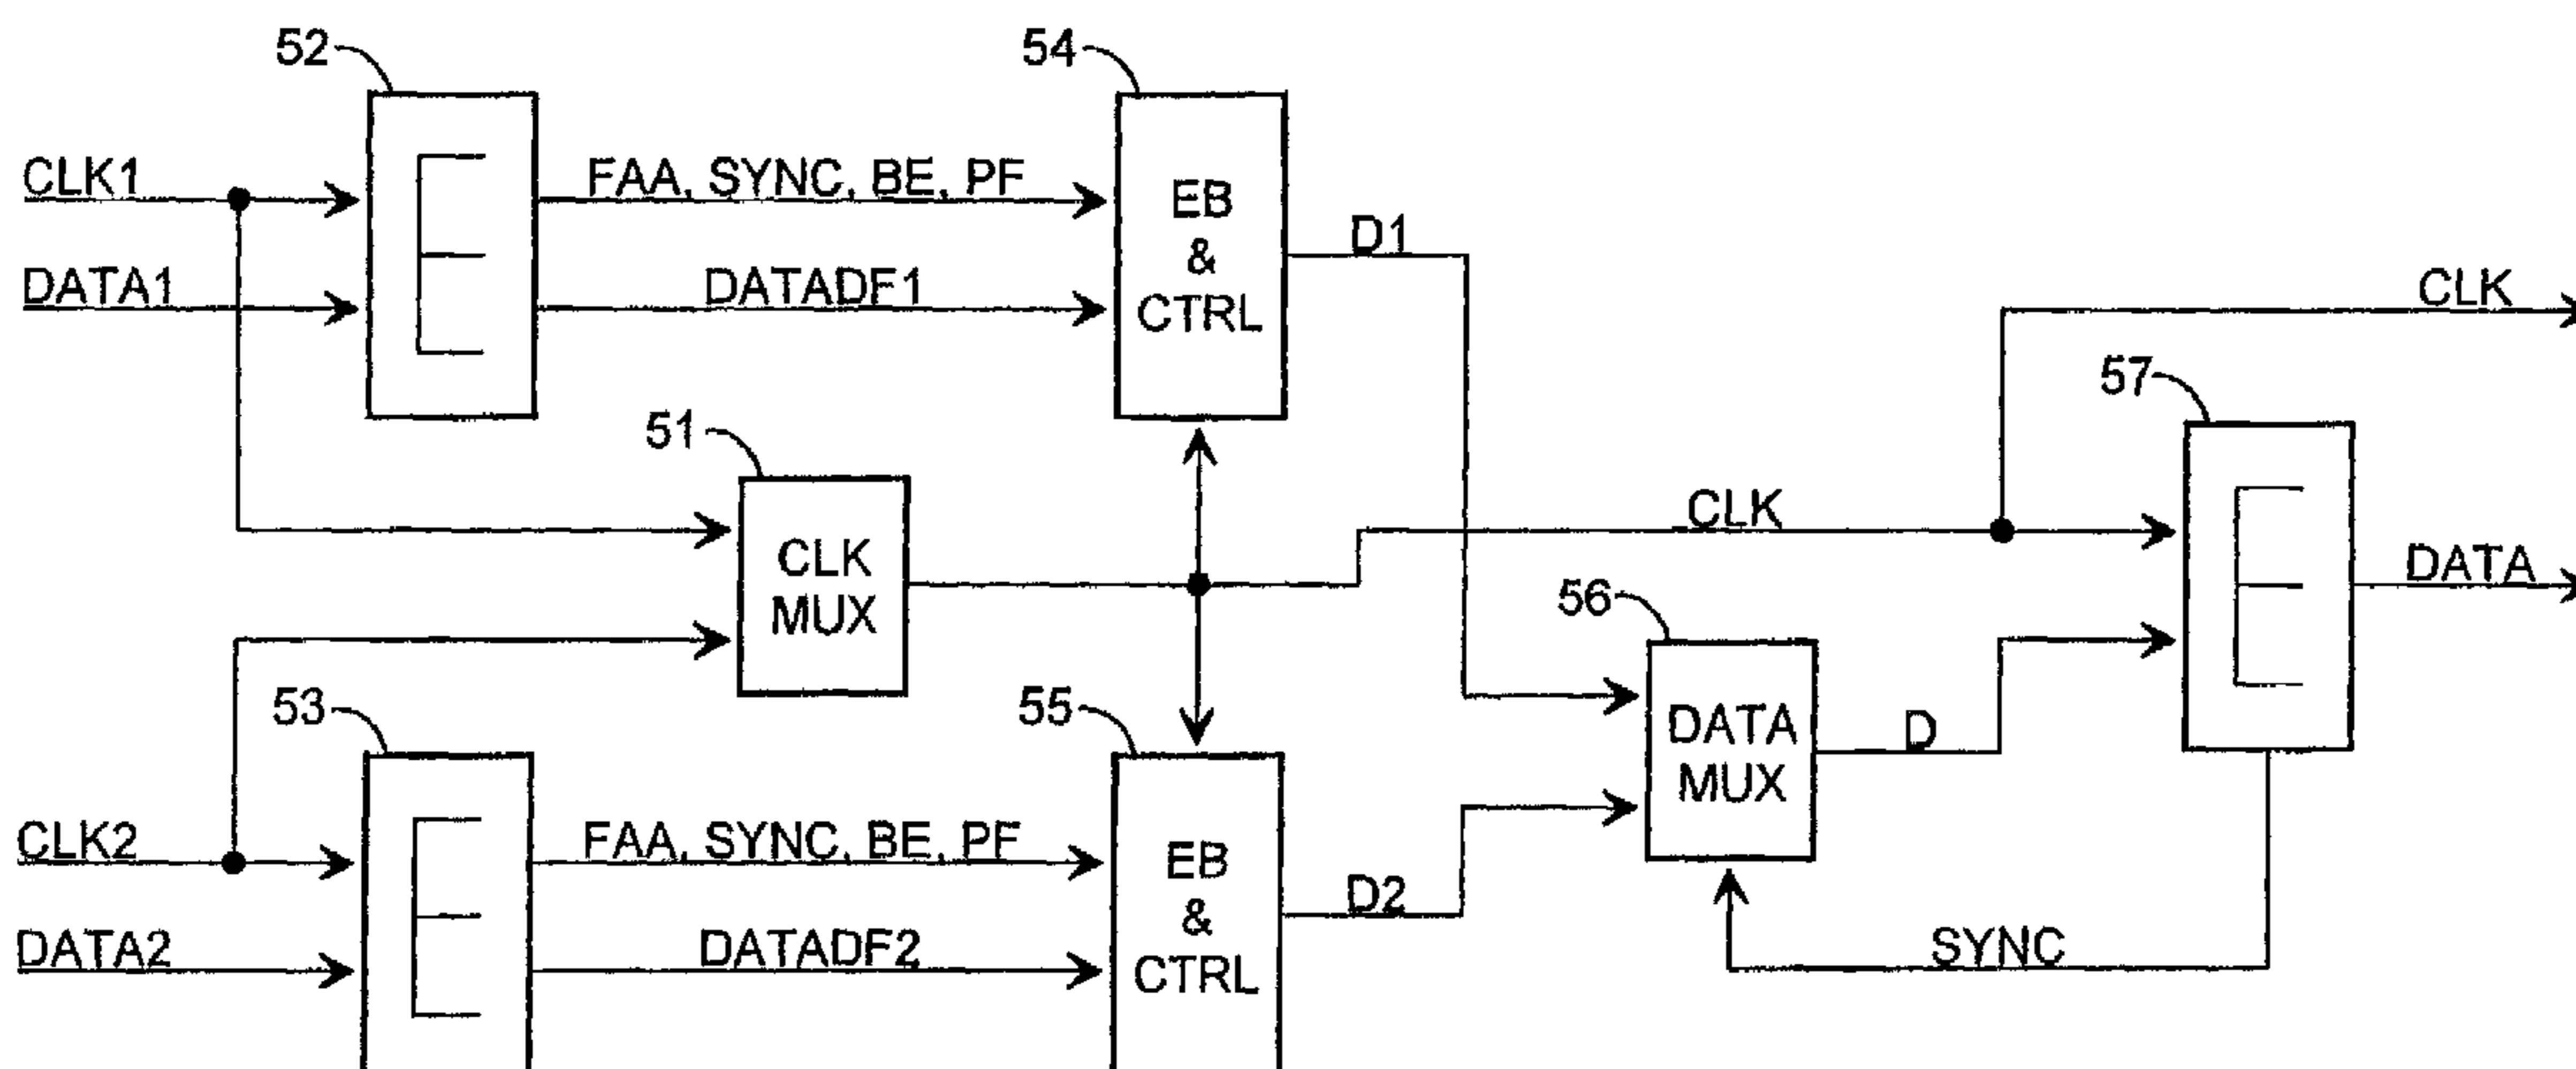 52
54
CLK1
FAA, SYNC, BE, PF
EB
&
CTRL
D1
DATA1
DATADF1
CLK
57
51
CLK
MUX
CLK
DATA
56
53
55
DATA
MUX
D
CLK2
FAA, SYNC, BE, PF
EB
&
CTRL
D2
DATA2
DATADF2
SYNC